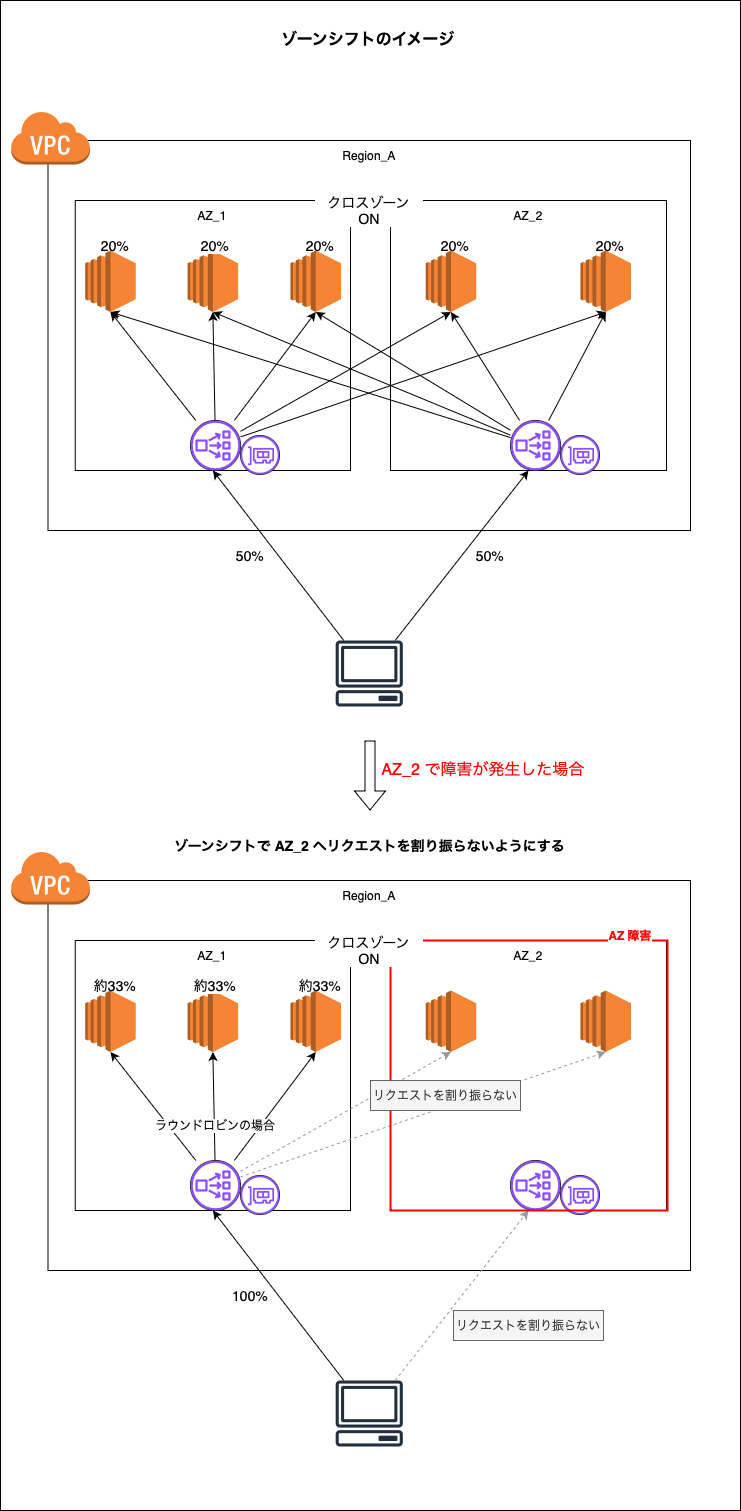 ゾーンシフトのイメージ
VPC
Region_A
クロスゾーン
ON
AZ_1
AZ_2
20%
20%
20%
20%
20%
50%
50%
AZ_2 で障害が発生した場合
ゾーンシフトで AZ_2 へリクエストを割り振らないようにする
VPC
Region_A
クロスゾーン
ON
AZ 障害
AZ_1
AZ_2
約33%
約33%
約33%
リクエストを割り振らない
ラウンドロビンの場合
100%
リクエストを割り振らない